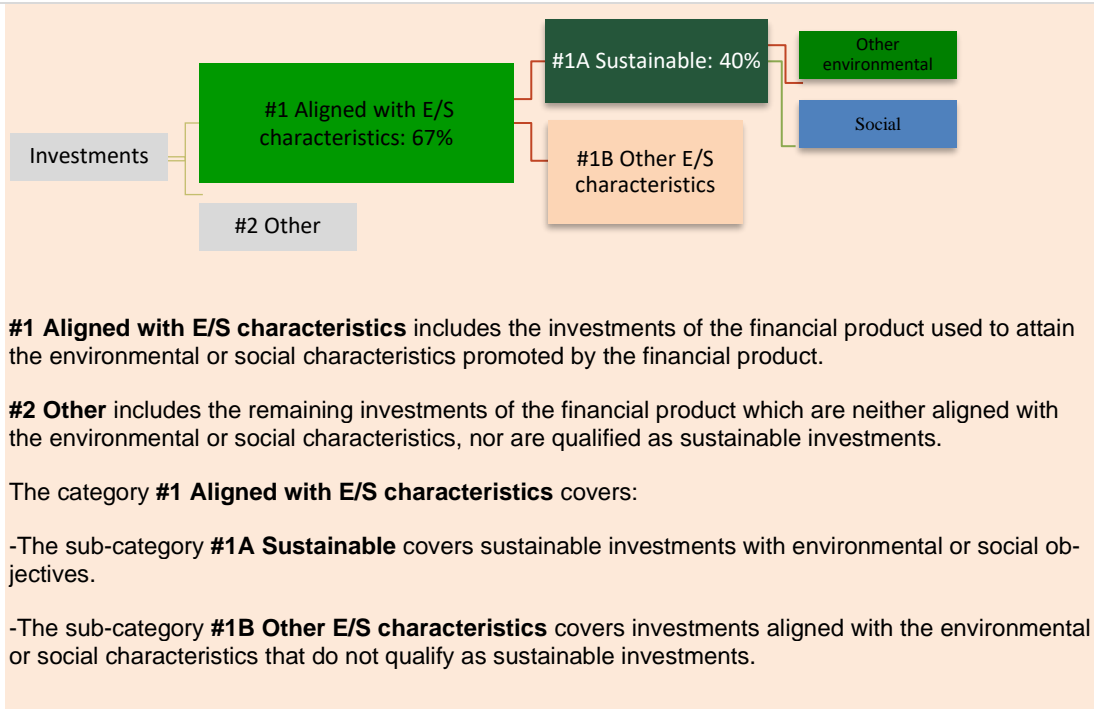 Investments
#1 Aligned with E/S
characteristics: 67%
#2 Other
#1A Sustainable: 40%
#1B Other E/S
characteristics
Other
environmental
Social
#1 Aligned with E/S characteristics includes the investments of the financial product used to attain
the environmental or social characteristics promoted by the financial product.
#2 Other includes the remaining investments of the financial product which are neither aligned with
the environmental or social characteristics, nor are qualified as sustainable investments.
The category #1 Aligned with E/S characteristics covers:
-The sub-category #1A Sustainable covers sustainable investments with environmental or social ob-
jectives.
-The sub-category #1B Other E/S characteristics covers investments aligned with the environmental
or social characteristics that do not qualify as sustainable investments.